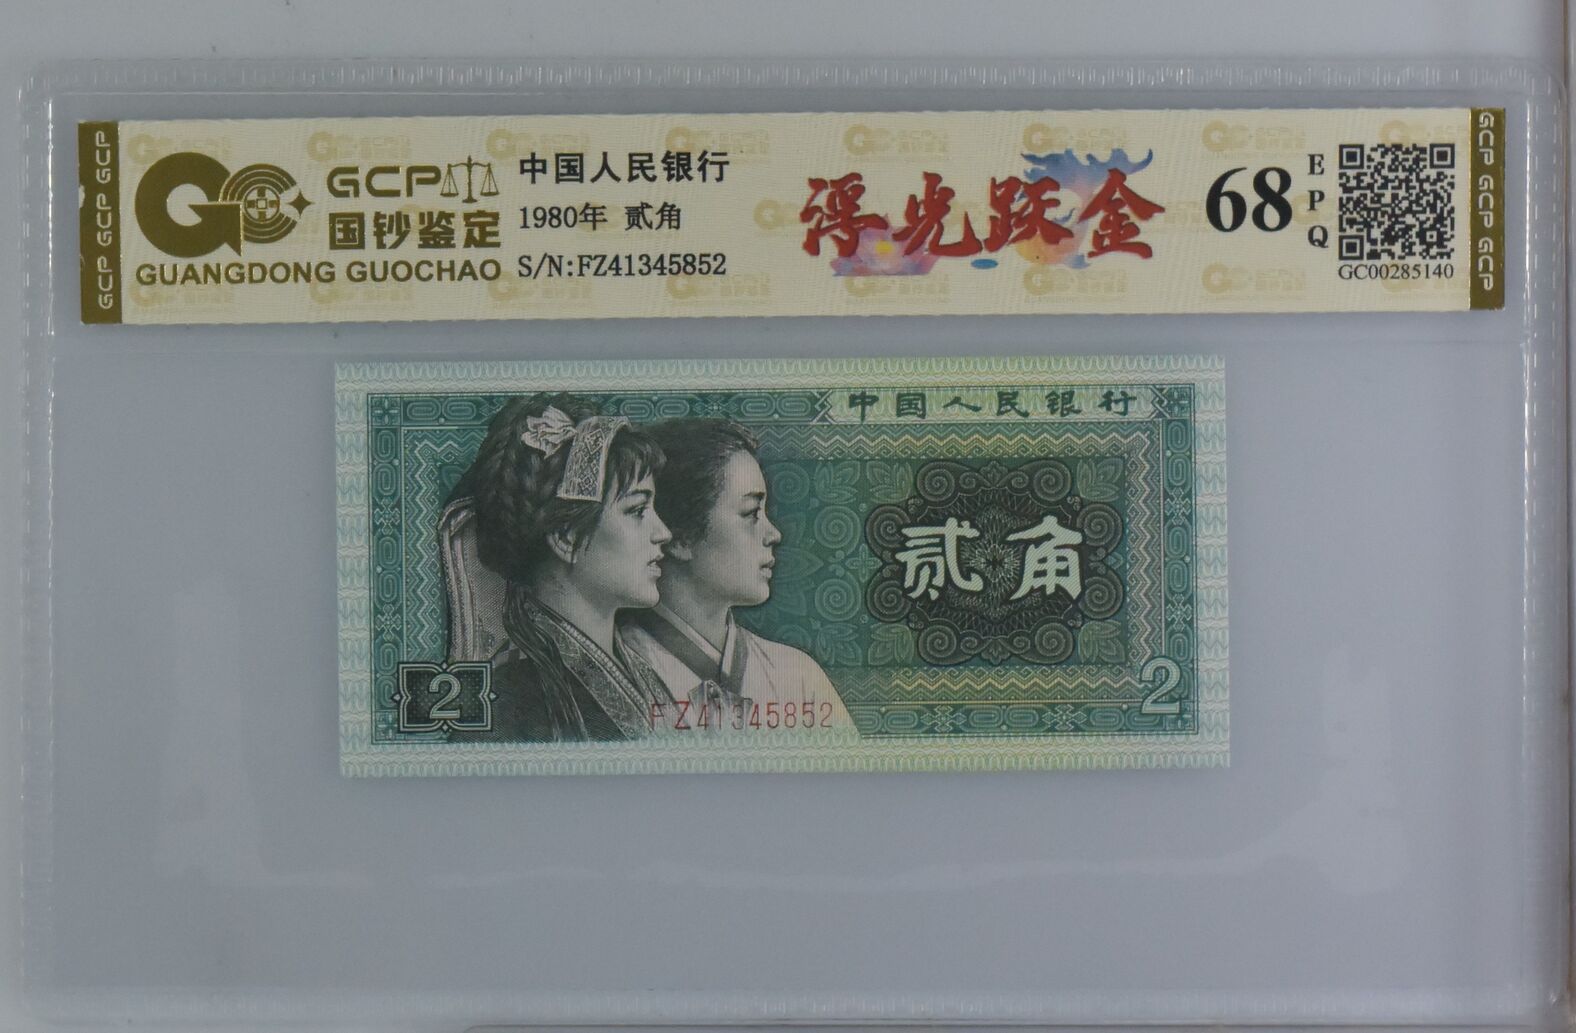 GCP
国钞鉴定
GUANGDONG GUOCHAO
中国人民银行
1980年 贰角
S/N:FZ41345852
浮光跃金
68
EPQ
GC00285140
GCP GCP GCP
GCP GCP GCP
中国人民银行
贰角
2
FZ41345852
2